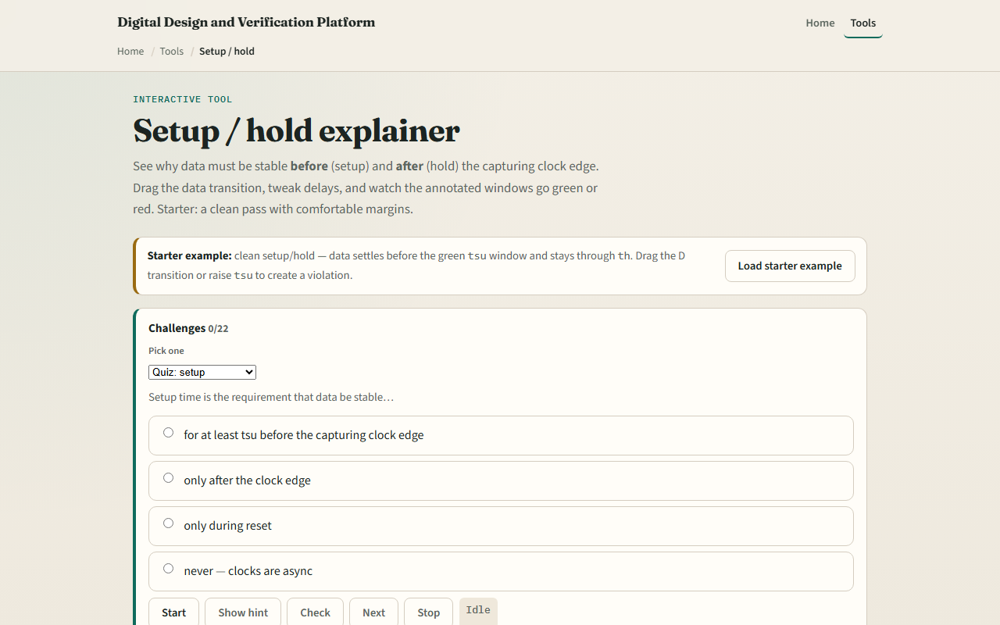 Digital Design and Verification Platform
Home
Tools
Home / Tools / Setup / hold
INTERACTIVE TOOL
Setup / hold explainer
See why data must be stable before (setup) and after (hold) the capturing clock edge.
Drag the data transition, tweak delays, and watch the annotated windows go green or
red. Starter: a clean pass with comfortable margins.
Starter example: clean setup/hold — data settles before the green tsu window and stays through th. Drag the D
transition or raise tsu to create a violation.
Load starter example
Challenges 0/22
Pick one
Quiz: setup
Setup time is the requirement that data be stable…
for at least tsu before the capturing clock edge
only after the clock edge
only during reset
never — clocks are async
Start
Show hint
Check
Next
Stop
Idle